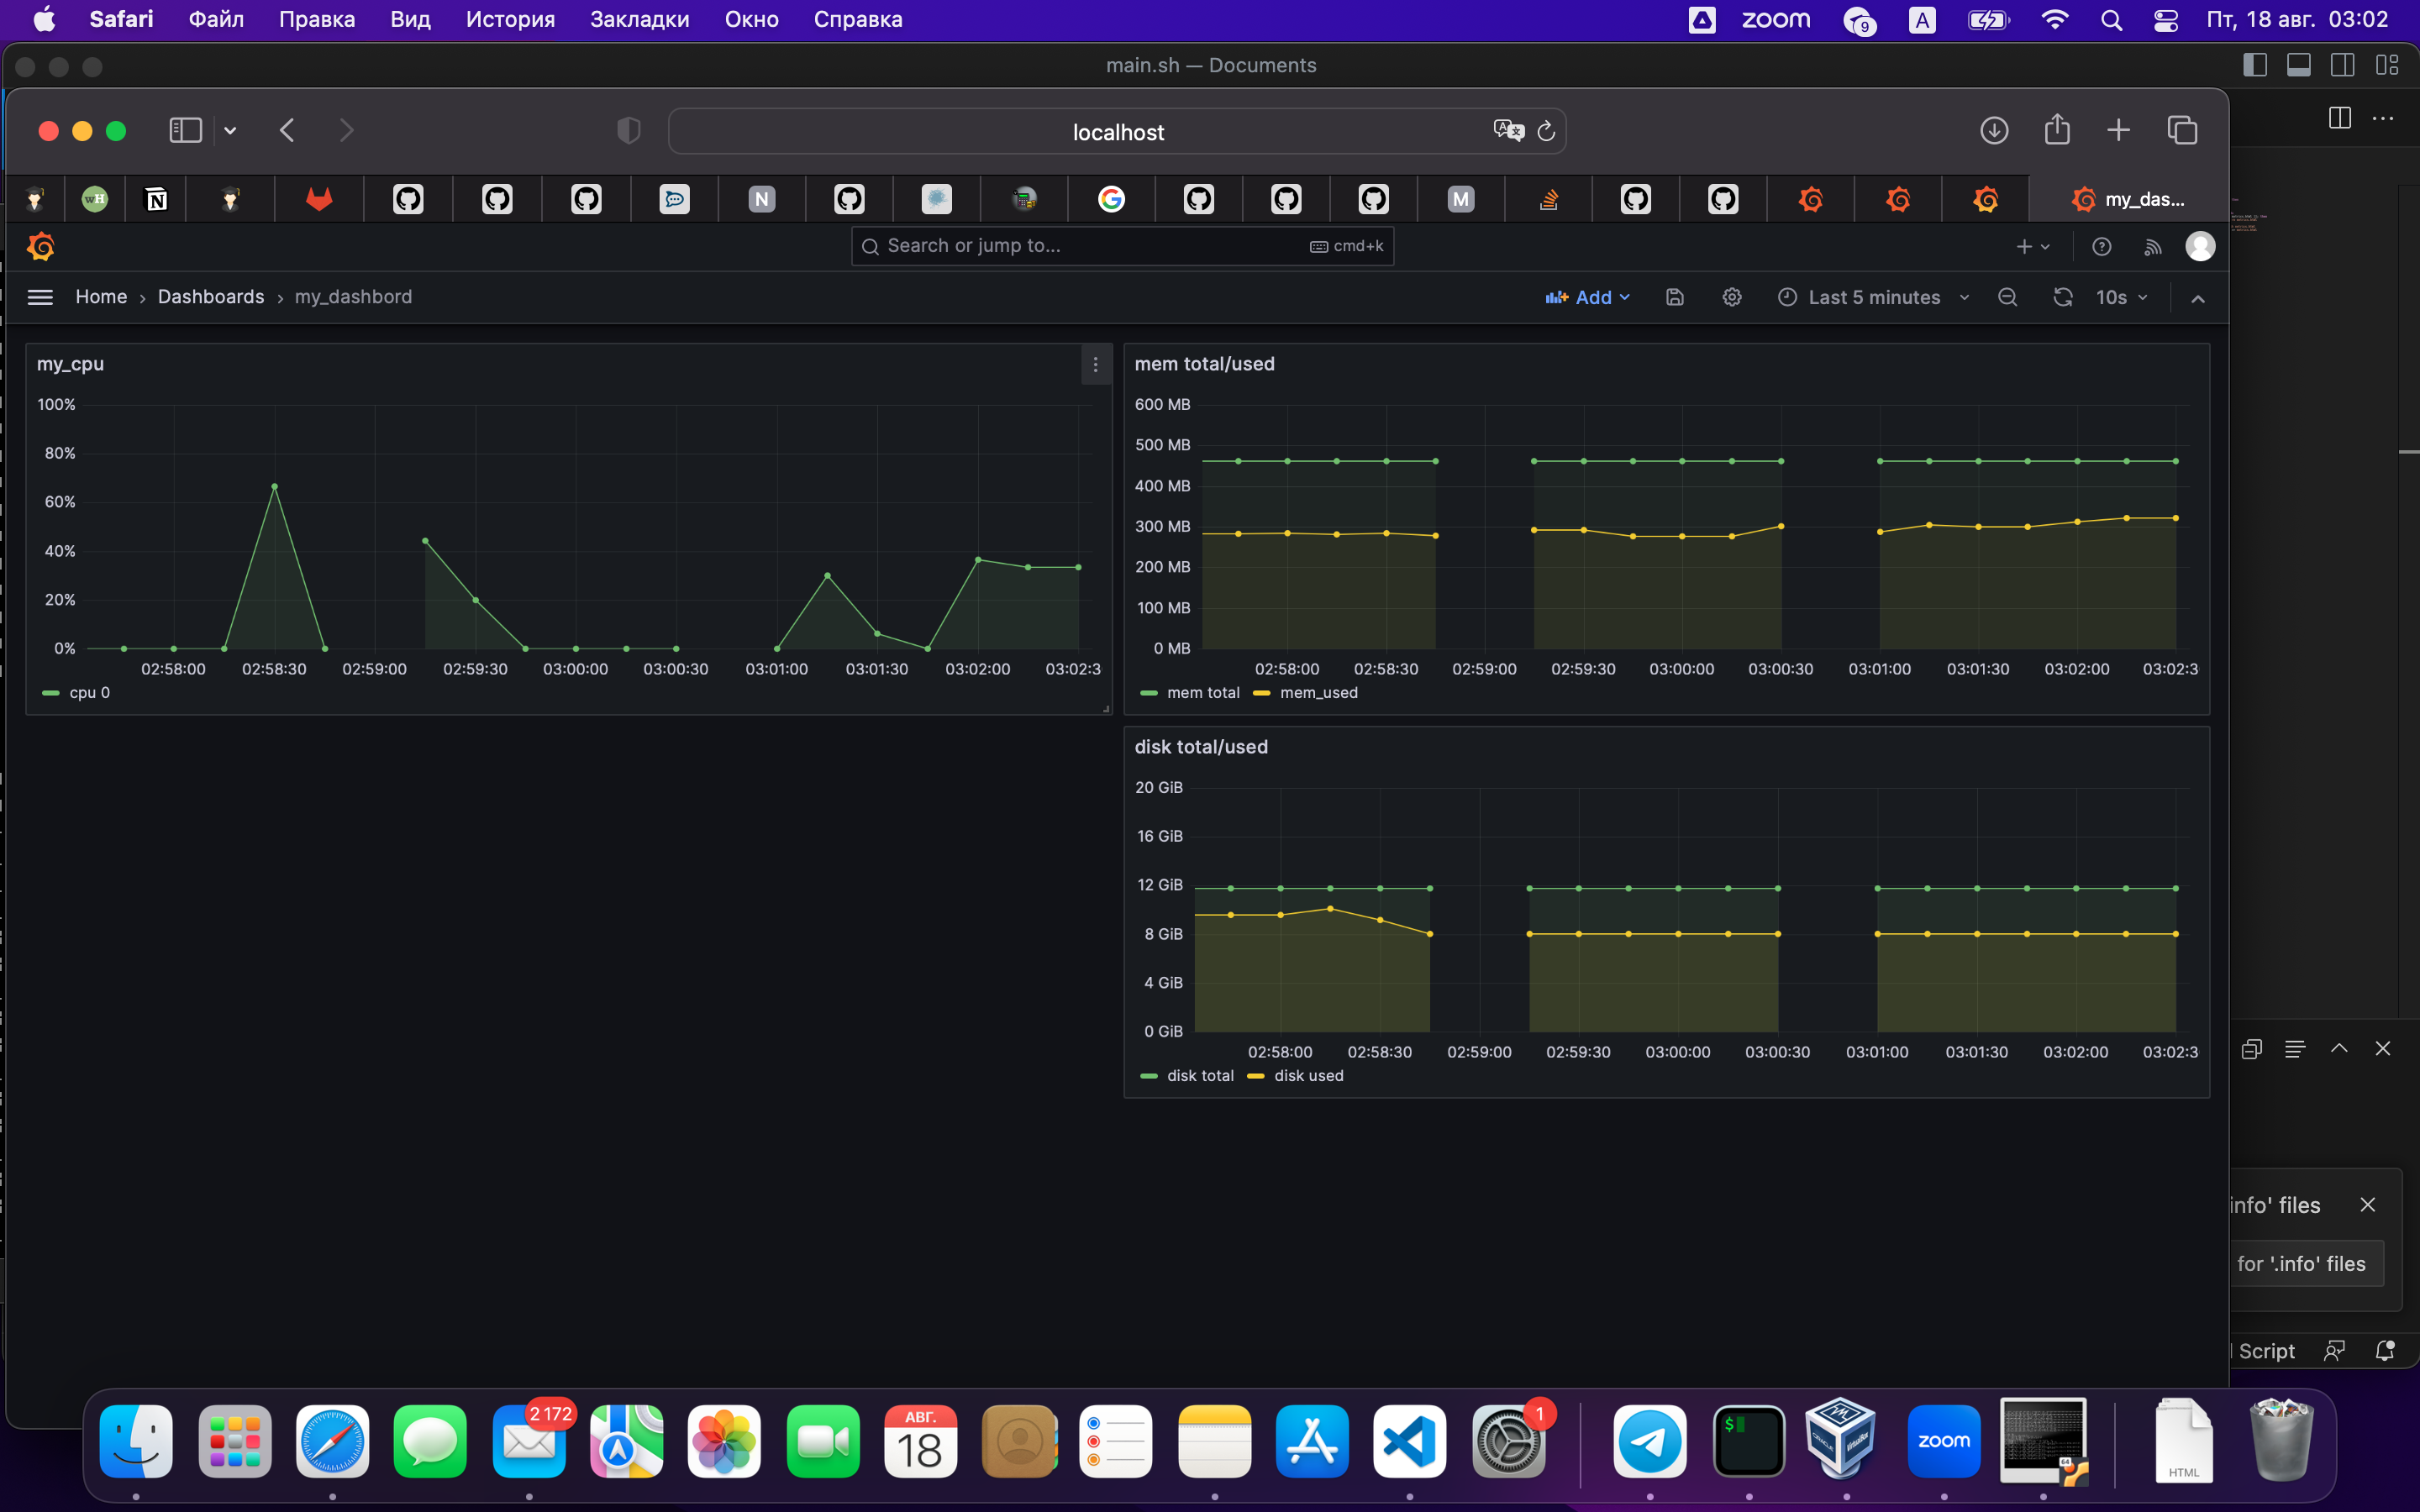 Safari Файл Правка Вид История Закладки Окно Справка zoom 9 A Пт, 18 авг. 03:02
main.sh — Documents
localhost
wH N M my_das...
Search or jump to... cmd+k
Home › Dashboards › my_dashbord Add Last 5 minutes 10s
my_cpu
100%
80%
60%
40%
20%
0%
02:58:00 02:58:30 02:59:00 02:59:30 03:00:00 03:00:30 03:01:00 03:01:30 03:02:00 03:02:3
cpu 0
mem total/used
600 MB
500 MB
400 MB
300 MB
200 MB
100 MB
0 MB
02:58:00 02:58:30 02:59:00 02:59:30 03:00:00 03:00:30 03:01:00 03:01:30 03:02:00 03:02:3
mem total mem_used
disk total/used
20 GiB
16 GiB
12 GiB
8 GiB
4 GiB
0 GiB
02:58:00 02:58:30 02:59:00 02:59:30 03:00:00 03:00:30 03:01:00 03:01:30 03:02:00 03:02:3
disk total disk used
info' files
for '.info' files
Script
2 172
АВГ.
18
1
$
zoom
64
HTML